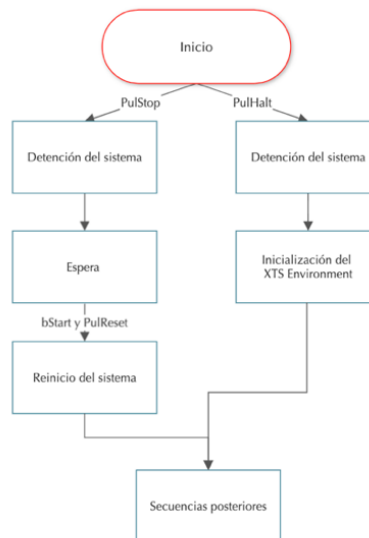 Inicio
PulStop
PulHalt
Detención del sistema
Detención del sistema
Espera
Inicialización del
XTS Environment
bStart y PulReset
Reinicio del sistema
Secuencias posteriores